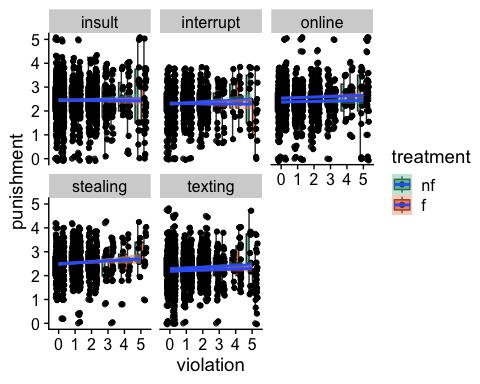 insult interrupt online
5
4
3
2
1
0
0 1 2 3 4 5
punishment
treatment
nf
f
stealing texting
5
4
3
2
1
0
0 1 2 3 4 5 0 1 2 3 4 5
violation